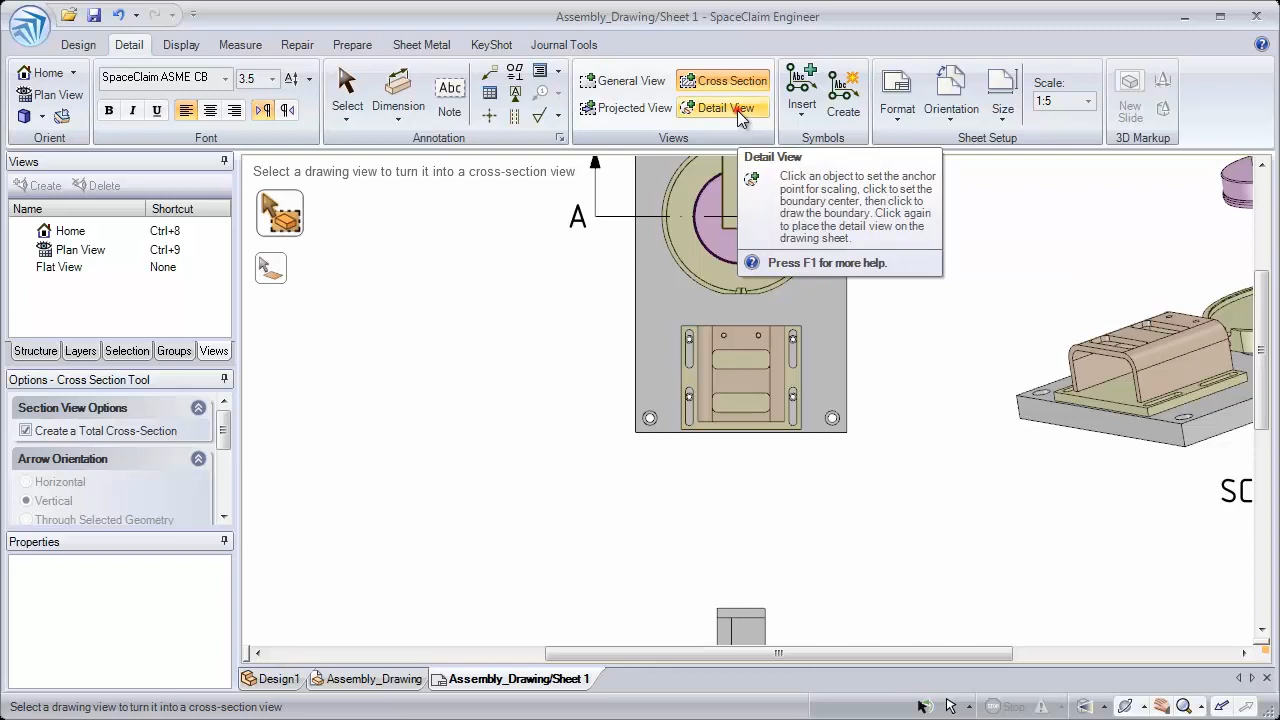 Assembly_Drawing/Sheet 1 - SpaceClaim Engineer
Design Detail Display Measure Repair Prepare Sheet Metal KeyShot Journal Tools
Home
Plan View
Orient
SpaceClaim ASME CB 3.5
B I U
Font
Select
Dimension
Abc
Note
Annotation
General View Cross Section
Projected View Detail View
Views
Abc
Insert
Abc
Create
Symbols
Format
Orientation
Size
Scale:
1:5
Sheet Setup
New
Slide
3D Markup
Views
Create Delete
Name Shortcut
Home Ctrl+8
Plan View Ctrl+9
Flat View None
Structure Layers Selection Groups Views
Options - Cross Section Tool
Section View Options
Create a Total Cross-Section
Arrow Orientation
Horizontal
Vertical
Through Selected Geometry
Properties
Select a drawing view to turn it into a cross-section view
A
Detail View
Click an object to set the anchor
point for scaling, click to set the
boundary center, then click to
draw the boundary. Click again
to place the detail view on the
drawing sheet.
Press F1 for more help.
SC
Design1 Assembly_Drawing Assembly_Drawing/Sheet 1
Select a drawing view to turn it into a cross-section view
Stop